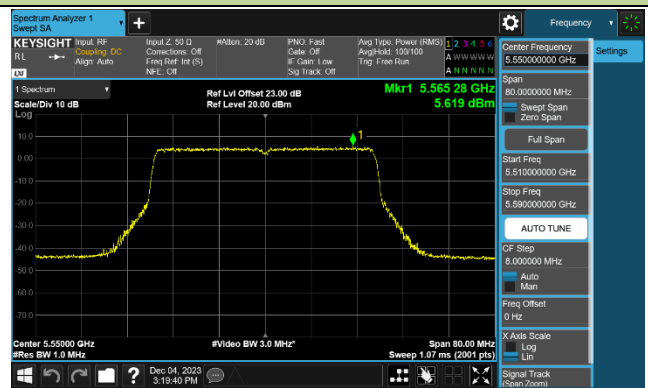 Spectrum Analyzer 1
Swept SA
+
Frequency
KEYSIGHT
RL
LXI
Input: RF
Coupling: DC
Align: Auto
Input Z: 50 Ω
Corrections: Off
Freq Ref: Int (S)
NFE: Off
#Atten: 20 dB
PNO: Fast
Gate: Off
IF Gain: Low
Sig Track: Off
Avg Type: Power (RMS)
Avg|Hold: 100/100
Trig: Free Run
1 2 3 4 5 6
A W W W W W
A N N N N N
1 Spectrum
Scale/Div 10 dB
Log
Ref Lvl Offset 23.00 dB
Ref Level 20.00 dBm
Mkr1 5.565 28 GHz
5.619 dBm
1
10.0
0.00
-10.0
-20.0
-30.0
-40.0
-50.0
-60.0
-70.0
Center 5.55000 GHz
#Res BW 1.0 MHz
#Video BW 3.0 MHz*
Span 80.00 MHz
Sweep 1.07 ms (2001 pts)
Dec 04, 2023
3:19:40 PM
?
Center Frequency
5.550000000 GHz
Settings
Span
80.0000000 MHz
Swept Span
Zero Span
Full Span
Start Freq
5.510000000 GHz
Stop Freq
5.590000000 GHz
AUTO TUNE
CF Step
8.000000 MHz
Auto
Man
Freq Offset
0 Hz
X Axis Scale
Log
Lin
Signal Track
(Span Zoom)